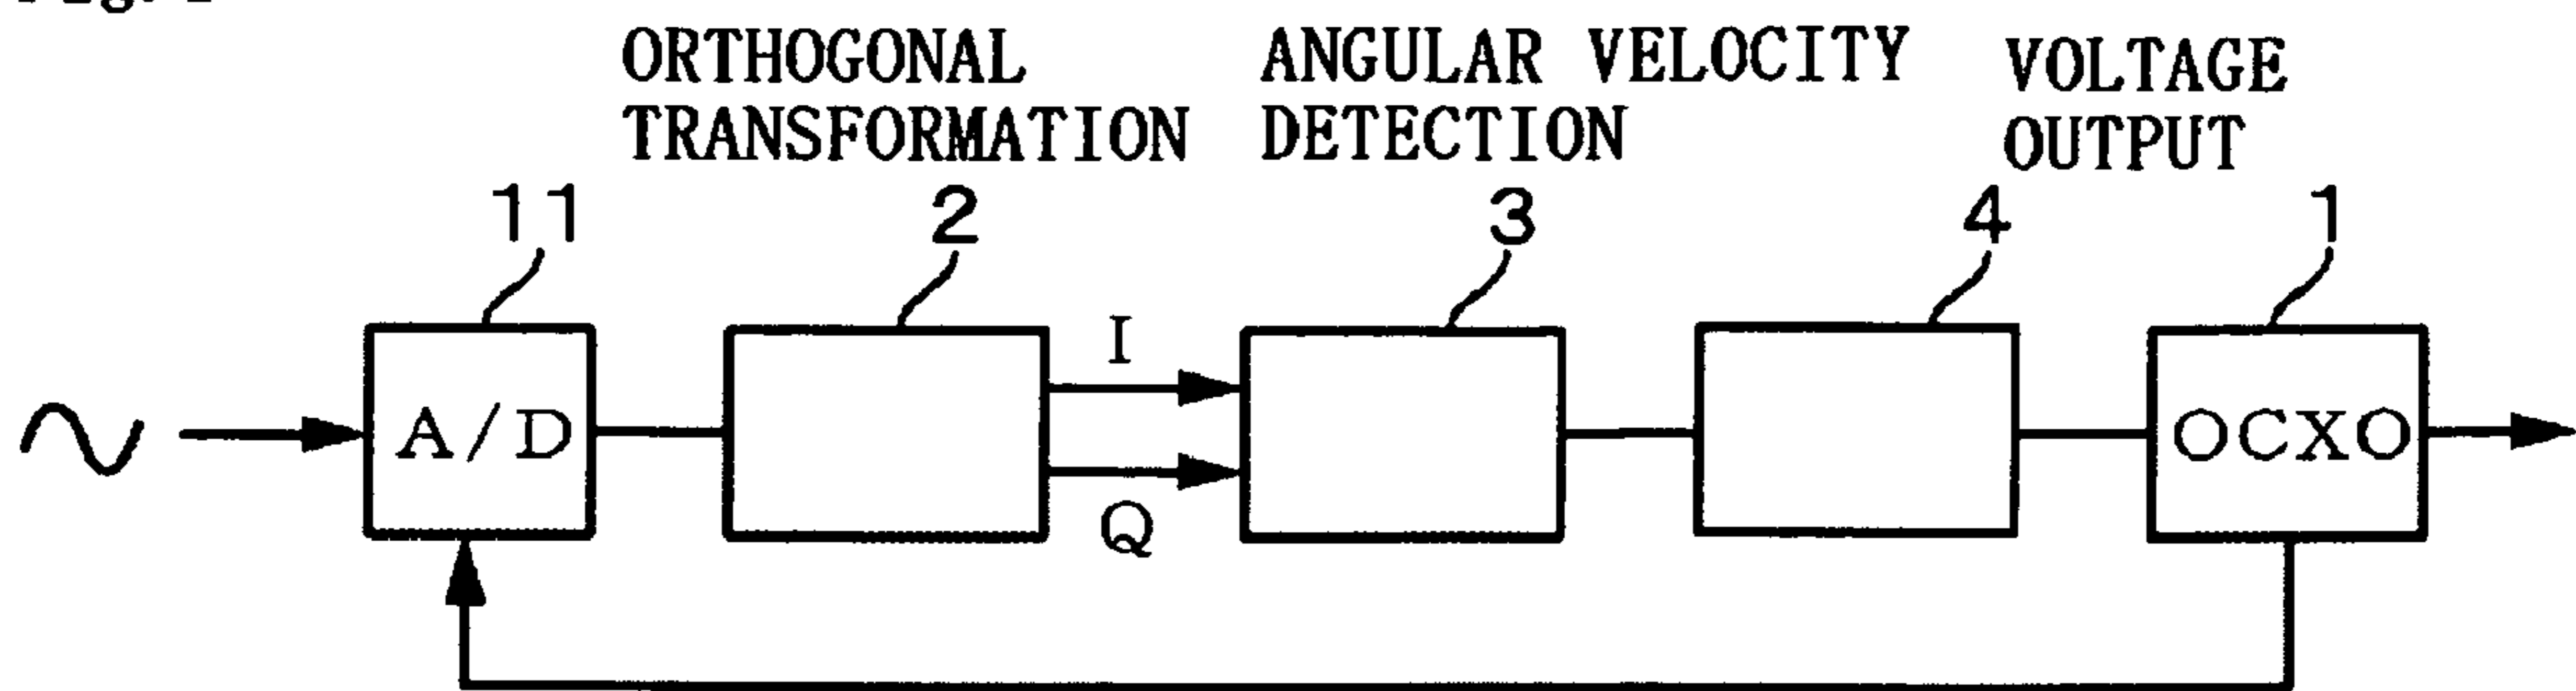 ORTHOGONAL
TRANSFORMATION
ANGULAR VELOCITY
DETECTION
VOLTAGE
OUTPUT
11
2
3
4
1
I
A/D
OCXO
Q